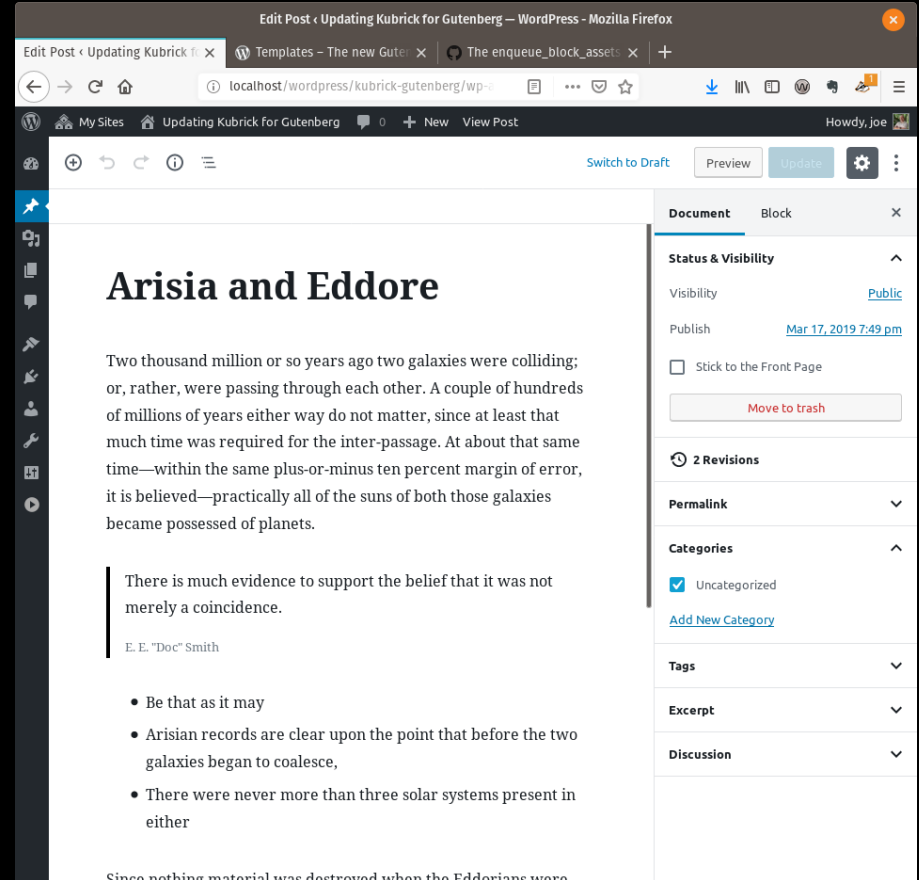 Edit Post ‹ Updating Kubrick for Gutenberg — WordPress - Mozilla Firefox
Edit Post ‹ Updating Kubrick fo
Templates – The new Guten
The enqueue_block_assets
localhost/wordpress/kubrick-gutenberg/wp-a
1
My Sites
Updating Kubrick for Gutenberg
0
New
View Post
Howdy, joe
Switch to Draft
Preview
Update
Document
Block
Arisia and Eddore
Two thousand million or so years ago two galaxies were colliding;
or, rather, were passing through each other. A couple of hundreds
of millions of years either way do not matter, since at least that
much time was required for the inter-passage. At about that same
time—within the same plus-or-minus ten percent margin of error,
it is believed—practically all of the suns of both those galaxies
became possessed of planets.
There is much evidence to support the belief that it was not
merely a coincidence.
E. E. "Doc" Smith
Be that as it may
Arisian records are clear upon the point that before the two
galaxies began to coalesce,
There were never more than three solar systems present in
either
Since nothing material was destroyed when the Eddorians were
Status & Visibility
Visibility
Public
Publish
Mar 17, 2019 7:49 pm
Stick to the Front Page
Move to trash
2 Revisions
Permalink
Categories
Uncategorized
Add New Category
Tags
Excerpt
Discussion